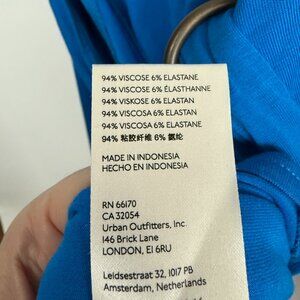 94% VISCOSE 6% ELASTANE
94% VISCOSE 6% ÉLASTHANNE
94% VISKOSE 6% ELASTAN
94% VISCOSA 6% ELASTAN
94% VISCOSA 6% ELASTANE
94% 粘胶纤维 6% 氨纶
MADE IN INDONESIA
HECHO EN INDONESIA
RN 66170
CA 32054
Urban Outfitters, Inc
146 Brick Lane
LONDON, E1 6RU
Leidsestraat 32, 1017 PB
Amsterdam, Netherlands